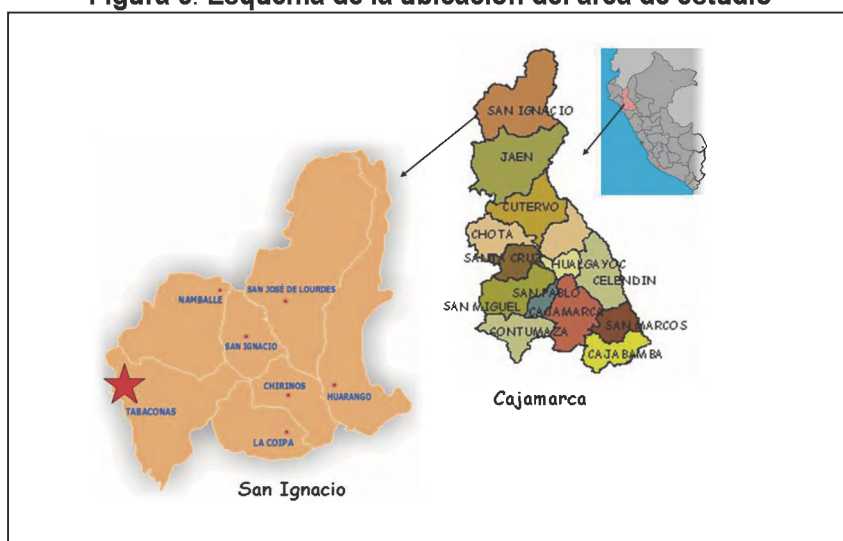 Figura 3. Esquema de la ubicación del área de estudio
SAN IGNACIO
JAEN
CUTERVO
CHOTA
SANTA CRUZ
HUALGAYOC
CELENDIN
SAN PABLO
SAN MIGUEL
CAJAMARCA
SAN MARCOS
CONTUMAZA
CAJABAMBA
Cajamarca
SAN JOSÉ DE LOURDES
NAMBALLE
SAN IGNACIO
CHIRINOS
HUARANGO
TABACONAS
LA COIPA
San Ignacio